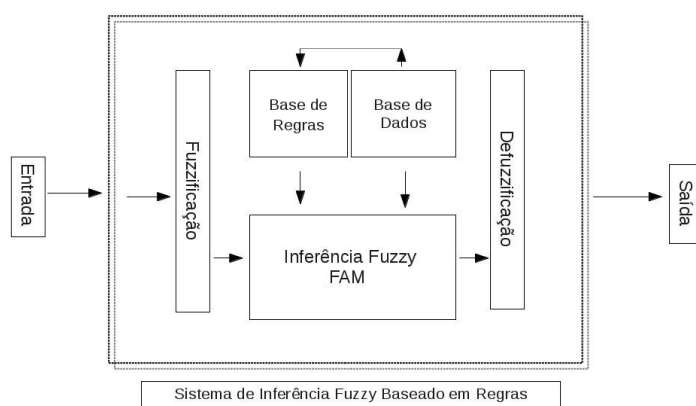 Entrada
Fuzzificação
Base de
Regras
Base de
Dados
Inferência Fuzzy
FAM
Defuzzificação
Saída
Sistema de Inferência Fuzzy Baseado em Regras